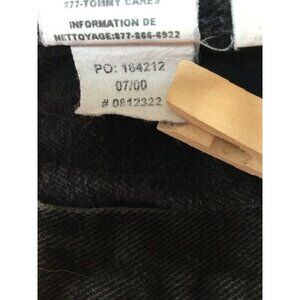 877-TOMMY CARES
INFORMATION DE
NETTOYAGE:877-866-6922
PO: 164212
07/00
# 0812322